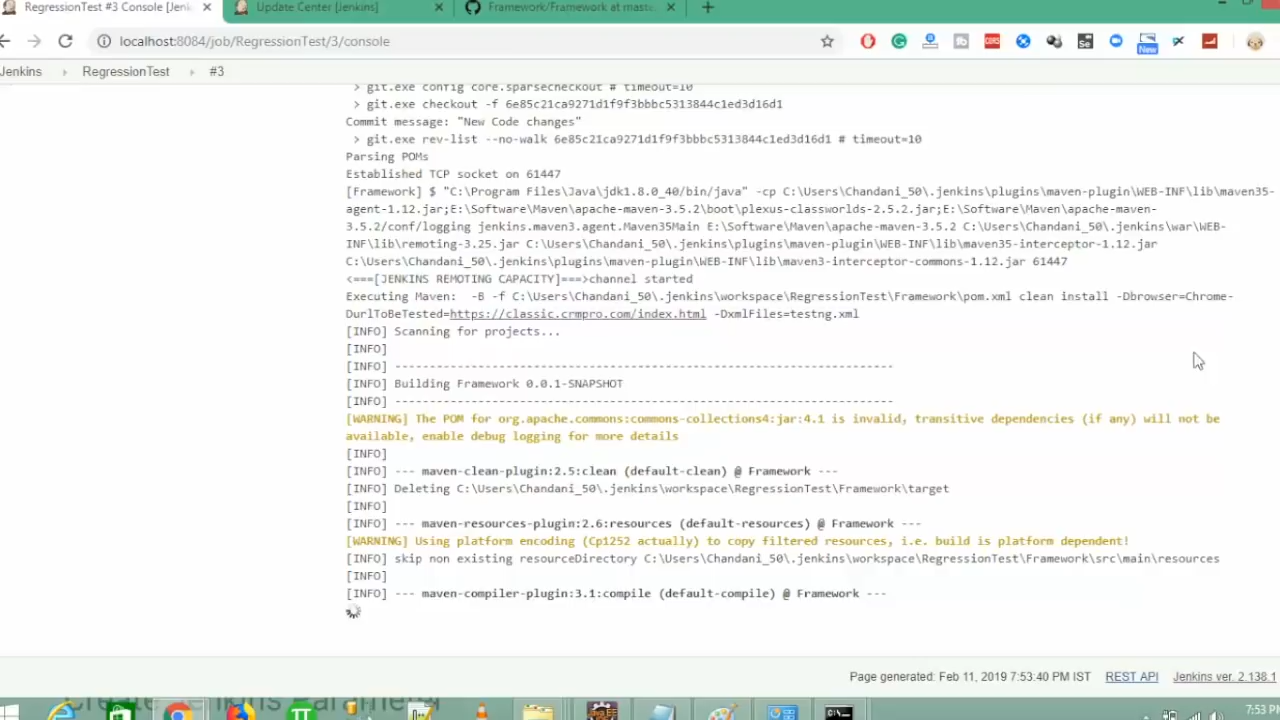 RegressionTest #3 Console [Jenk
Update Center [Jenkins]
Framework/Framework at maste
localhost:8084/job/RegressionTest/3/console
New
Jenkins
RegressionTest
#3
> git.exe config core.sparsecheckout # timeout=10
> git.exe checkout -f 6e85c21ca9271d1f9f3bbbc5313844c1ed3d16d1
Commit message: "New Code changes"
> git.exe rev-list --no-walk 6e85c21ca9271d1f9f3bbbc5313844c1ed3d16d1 # timeout=10
Parsing POMs
Established TCP socket on 61447
[Framework] $ "C:\Program Files\Java\jdk1.8.0_40/bin/java" -cp C:\Users\Chandani_50\.jenkins\plugins\maven-plugin\WEB-INF\lib\maven35-
agent-1.12.jar;E:\Software\Maven\apache-maven-3.5.2\boot\plexus-classworlds-2.5.2.jar;E:\Software\Maven\apache-maven-
3.5.2/conf/logging jenkins.maven3.agent.Maven35Main E:\Software\Maven\apache-maven-3.5.2 C:\Users\Chandani_50\.jenkins\war\WEB-
INF\lib\remoting-3.25.jar C:\Users\Chandani_50\.jenkins\plugins\maven-plugin\WEB-INF\lib\maven35-interceptor-1.12.jar
C:\Users\Chandani_50\.jenkins\plugins\maven-plugin\WEB-INF\lib\maven3-interceptor-commons-1.12.jar 61447
<===[JENKINS REMOTING CAPACITY]===>channel started
Executing Maven:  -B -f C:\Users\Chandani_50\.jenkins\workspace\RegressionTest\Framework\pom.xml clean install -Dbrowser=Chrome-
DurlToBeTested=https://classic.crmpro.com/index.html -DxmlFiles=testng.xml
[INFO] Scanning for projects...
[INFO]
[INFO] ------------------------------------------------------------------------
[INFO] Building Framework 0.0.1-SNAPSHOT
[INFO] ------------------------------------------------------------------------
[WARNING] The POM for org.apache.commons:commons-collections4:jar:4.1 is invalid, transitive dependencies (if any) will not be
available, enable debug logging for more details
[INFO]
[INFO] --- maven-clean-plugin:2.5:clean (default-clean) @ Framework ---
[INFO] Deleting C:\Users\Chandani_50\.jenkins\workspace\RegressionTest\Framework\target
[INFO]
[INFO] --- maven-resources-plugin:2.6:resources (default-resources) @ Framework ---
[WARNING] Using platform encoding (Cp1252 actually) to copy filtered resources, i.e. build is platform dependent!
[INFO] skip non existing resourceDirectory C:\Users\Chandani_50\.jenkins\workspace\RegressionTest\Framework\src\main\resources
[INFO]
[INFO] --- maven-compiler-plugin:3.1:compile (default-compile) @ Framework ---
Page generated: Feb 11, 2019 7:53:40 PM IST
REST API
Jenkins ver. 2.138.1
7:53 PM